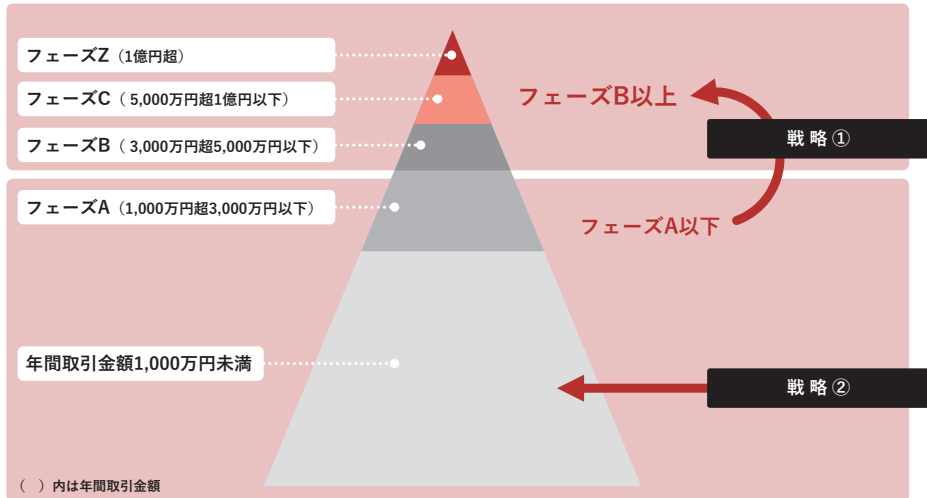 フェーズZ（1億円超）
フェーズC（ 5,000万円超1億円以下）
フェーズB以上
戦 略 ①
フェーズB（ 3,000万円超5,000万円以下）
フェーズA（1,000万円超3,000万円以下）
フェーズA以下
年間取引金額1,000万円未満
戦 略 ②
（　）内は年間取引金額